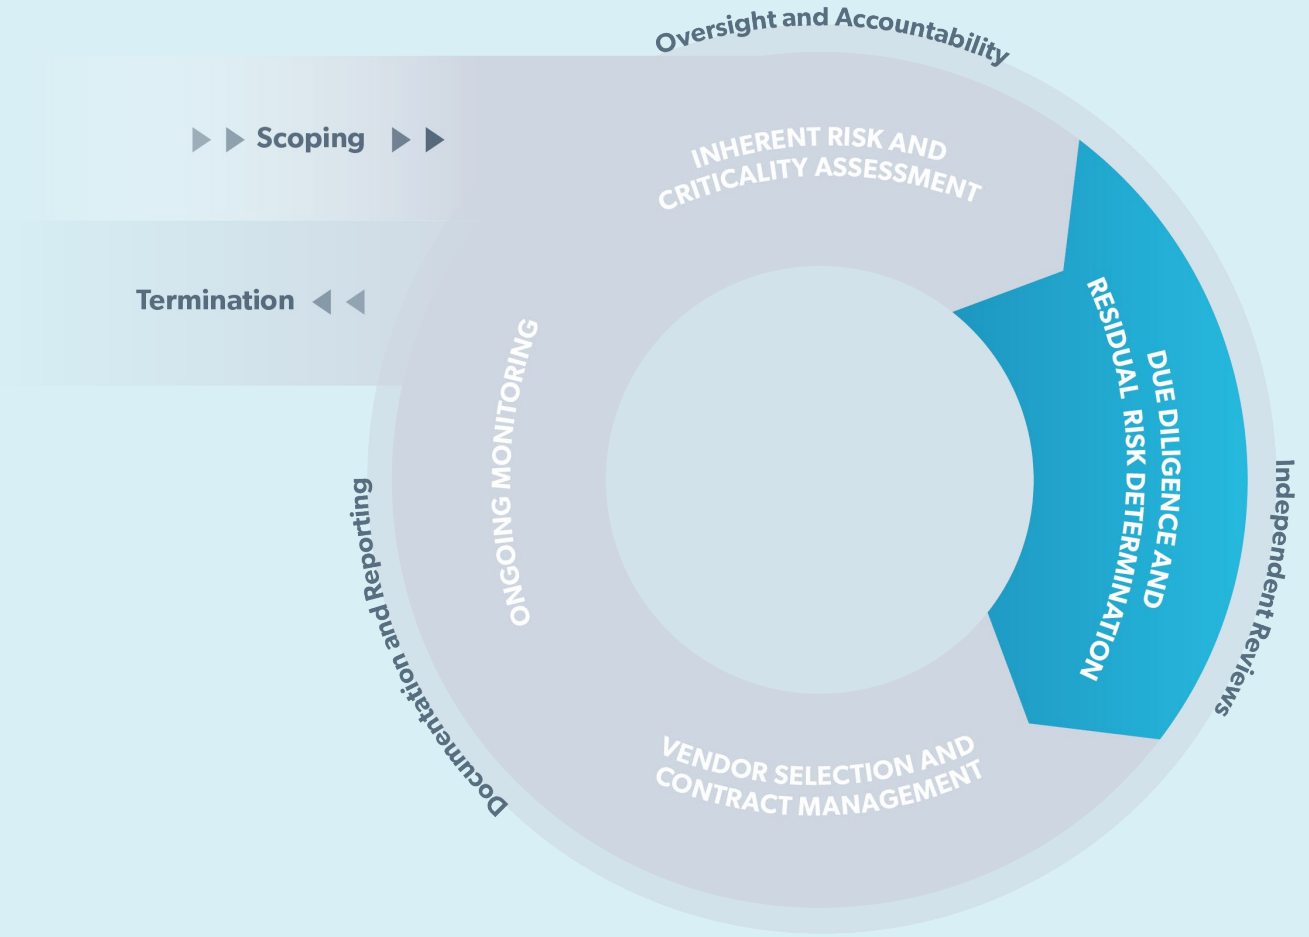 Oversight and Accountability
Scoping
INHERENT RISK AND
CRITICALITY ASSESSMENT
Termination
DUE DILIGENCE AND
RESIDUAL RISK DETERMINATION
ONGOING MONITORING
Independent Reviews
Documentation and Reporting
VENDOR SELECTION AND
CONTRACT MANAGEMENT